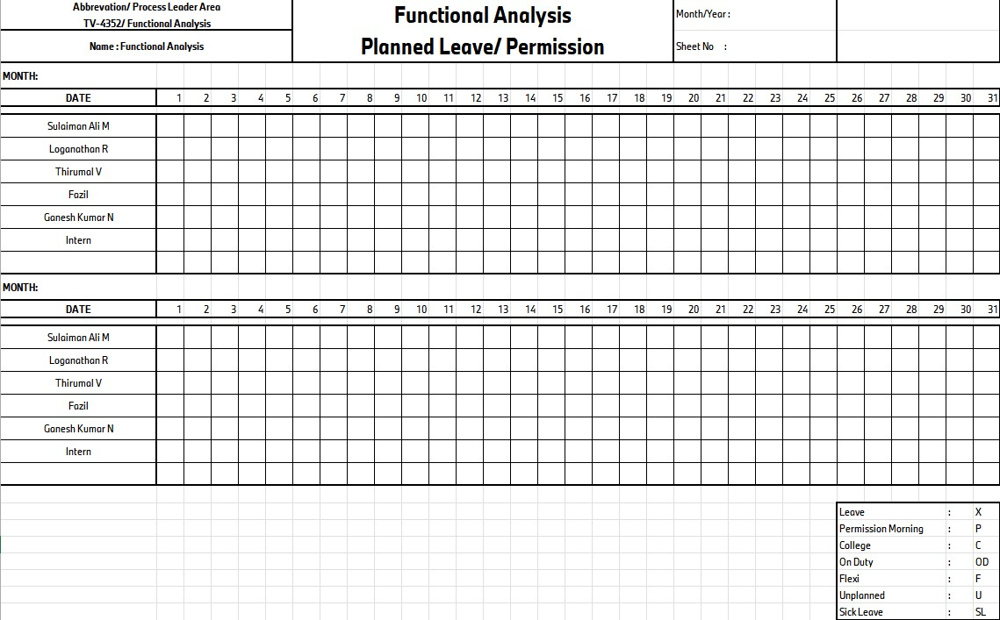 Abbrevation/ Process Leader Area
TV-4352/ Functional Analysis
Name : Functional Analysis
Functional Analysis
Planned Leave/ Permission
Month/Year :
Sheet No :
MONTH:
DATE 1 2 3 4 5 6 7 8 9 10 11 12 13 14 15 16 17 18 19 20 21 22 23 24 25 26 27 28 29 30 31
Sulaiman Ali M
Loganathan R
Thirumal V
Fazil
Ganesh Kumar N
Intern
MONTH:
DATE 1 2 3 4 5 6 7 8 9 10 11 12 13 14 15 16 17 18 19 20 21 22 23 24 25 26 27 28 29 30 31
Sulaiman Ali M
Loganathan R
Thirumal V
Fazil
Ganesh Kumar N
Intern
Leave : X
Permission Morning : P
College : C
On Duty : OD
Flexi : F
Unplanned : U
Sick Leave : SL